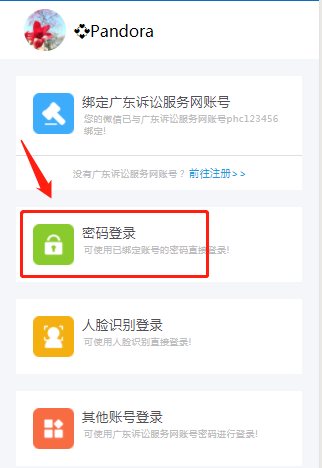 Pandora
绑定广东诉讼服务网账号
您的微信已与广东诉讼服务网账号phc123456
绑定!
没有广东诉讼服务网账号？前往注册>>
密码登录
可使用已绑定账号的密码直接登录!
人脸识别登录
可使用人脸识别直接登录!
其他账号登录
可使用广东诉讼服务网账号密码进行登录!